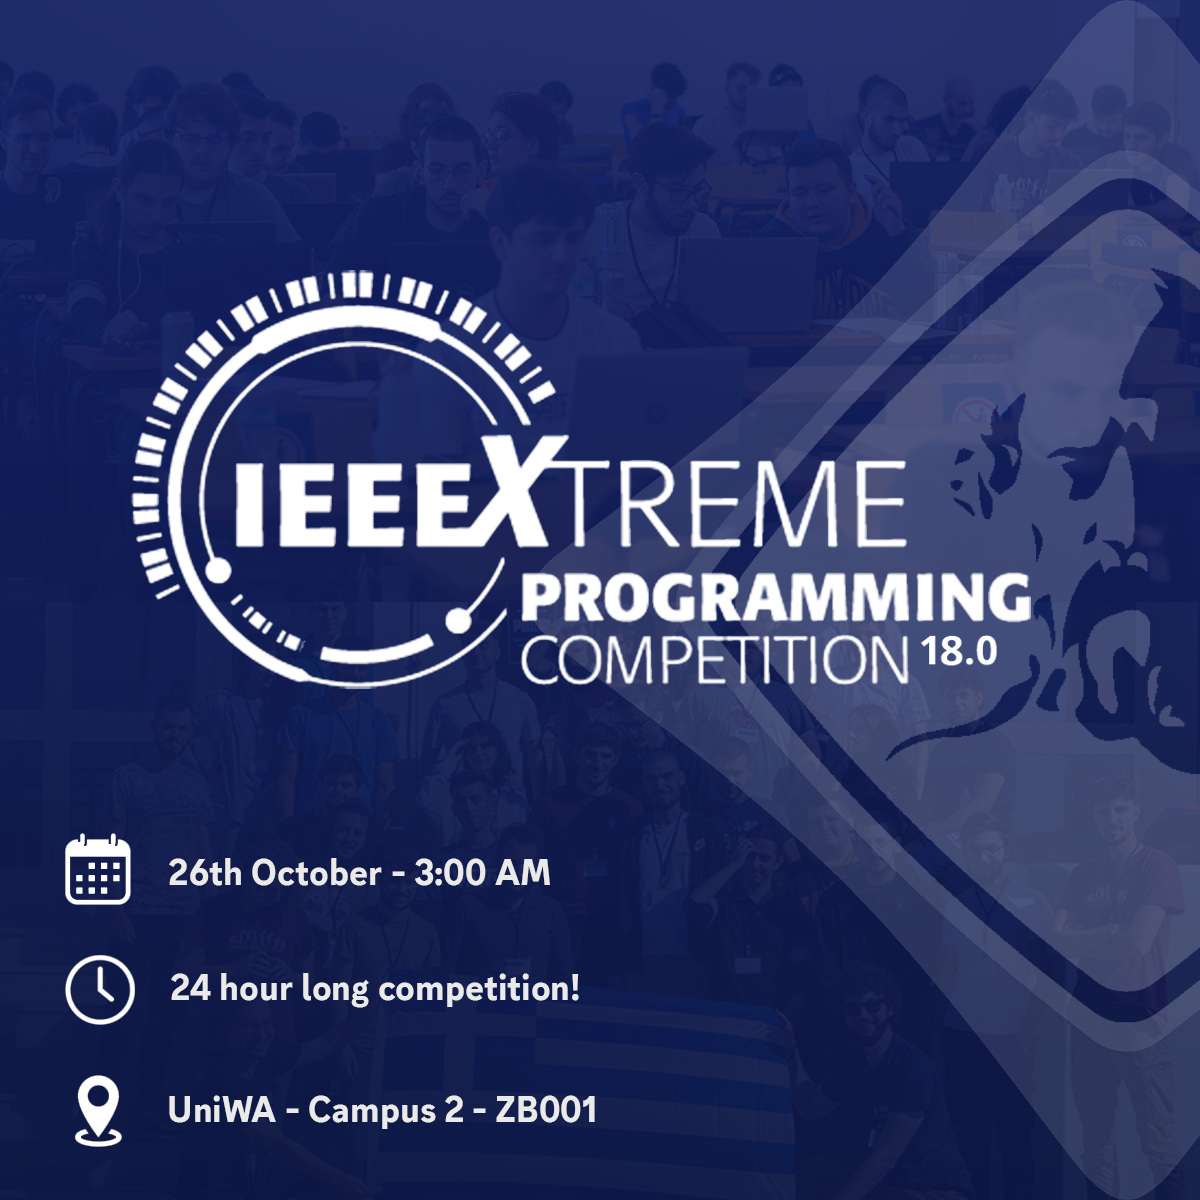 IEEEXTREME
PROGRAMMING
COMPETITION 18.0
26th October - 3:00 AM
24 hour long competition!
UniWA - Campus 2 - ZB001